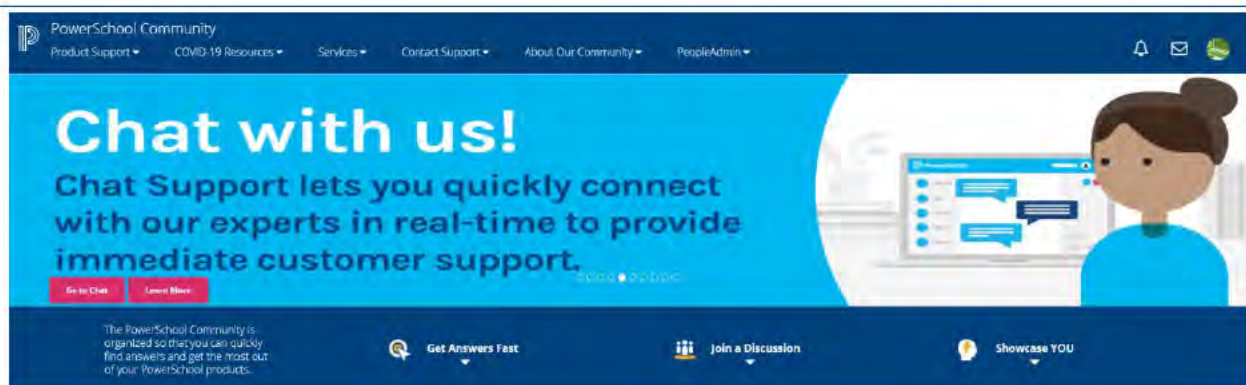 PowerSchool Community
Product Support
COVID-19 Resources
Services
Contact Support
About Our Community
PeopleAdmin
Chat with us!
Chat Support lets you quickly connect
with our experts in real-time to provide
immediate customer support.
Go to Chat
Learn More
The PowerSchool Community is
organized so that you can quickly
find answers and get the most out
of your PowerSchool products.
Get Answers Fast
Join a Discussion
Showcase YOU